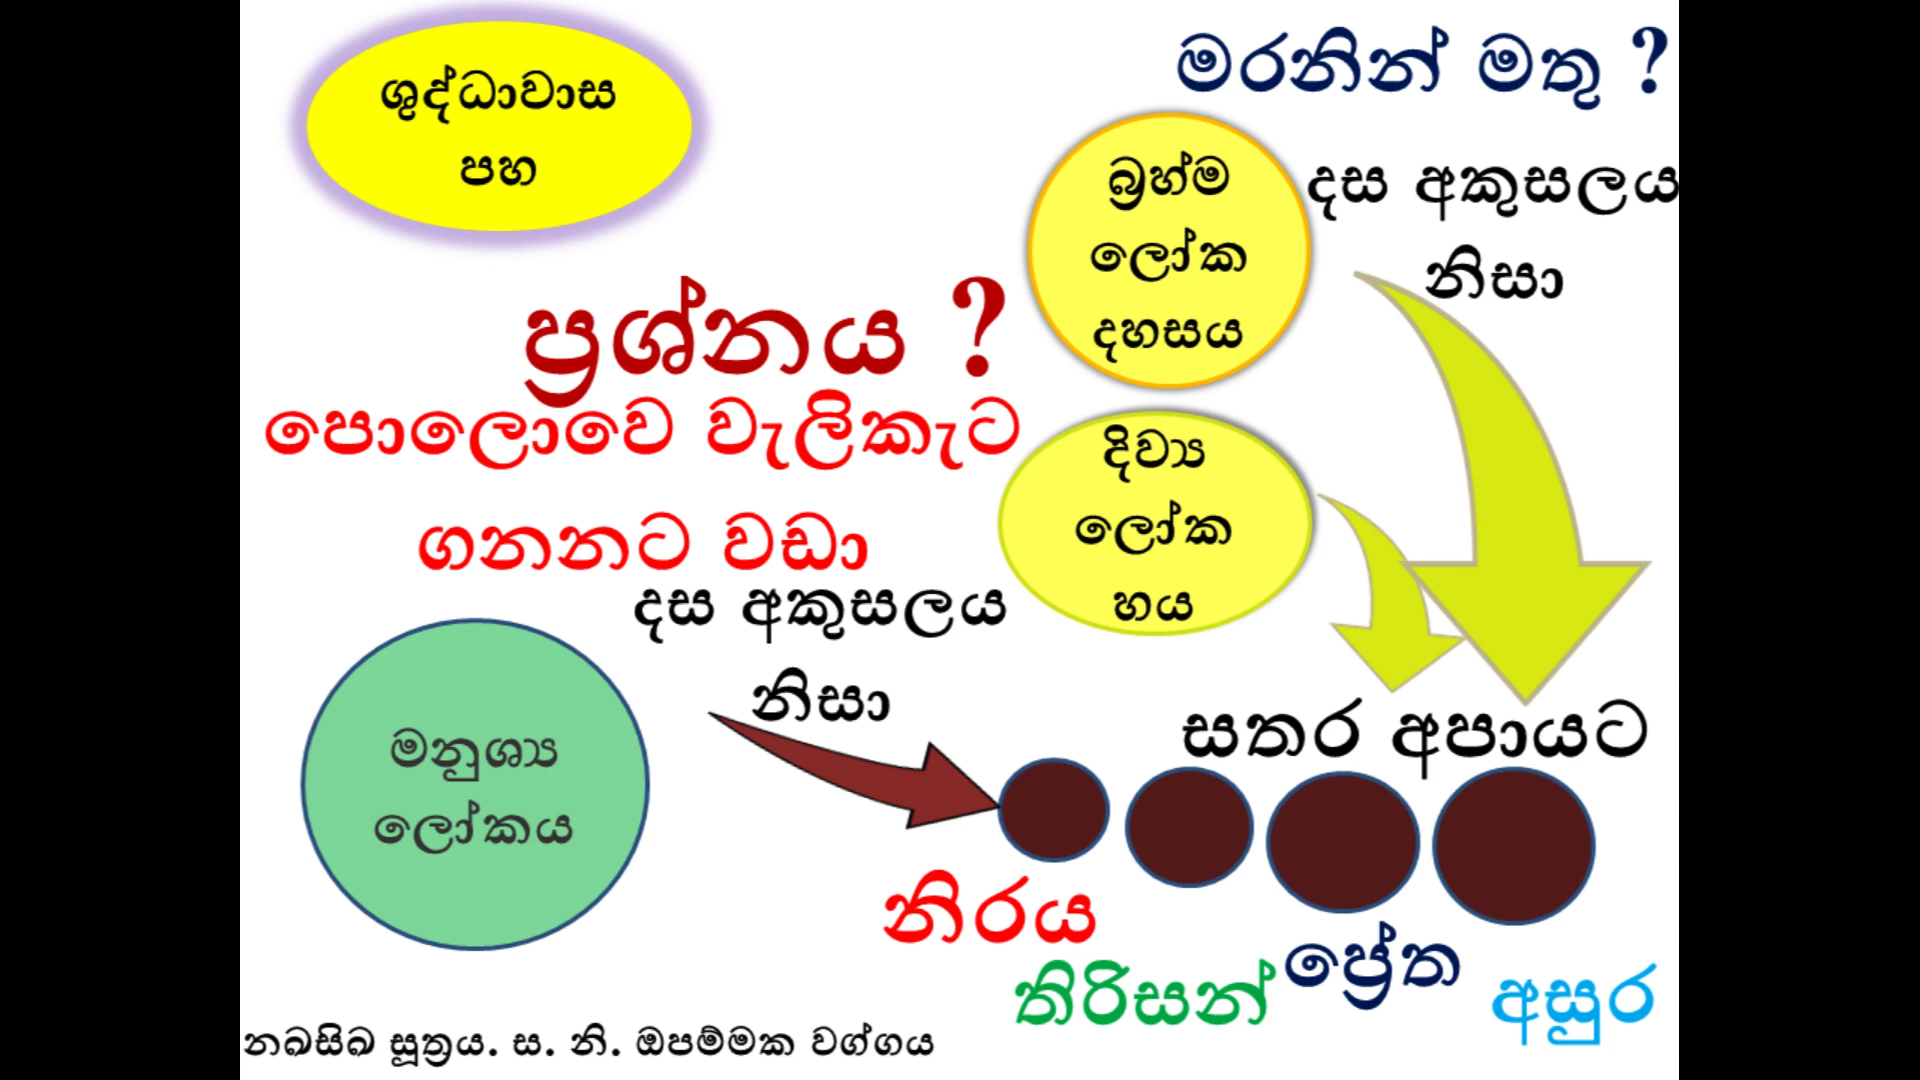 ශුද්ධාවාස
පහ
මරනින් මතු ?
බ්‍රහ්ම
ලෝක
දහසය
දස අකුසලය
නිසා
ප්‍රශ්නය ?
පොලොවෙ වැලිකැට
ගනනට වඩා
දිව්‍ය
ලෝක
හය
දස අකුසලය
නිසා
මනුශ්‍ය
ලෝකය
සතර අපායට
නිරය
තිරිසන්
ප්‍රේත
අසුර
නඛසිඛ සූත්‍රය. ස. නි. ඔපම්මක වග්ගය